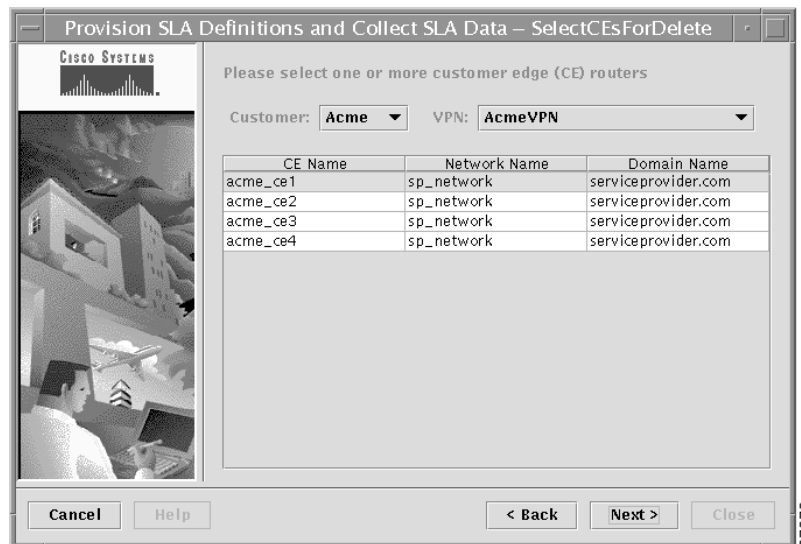 Provision SLA Definitions and Collect SLA Data – SelectCEsForDelete
CISCO SYSTEMS
Please select one or more customer edge (CE) routers
Customer: Acme VPN: AcmeVPN
CE Name Network Name Domain Name
acme_ce1 sp_network serviceprovider.com
acme_ce2 sp_network serviceprovider.com
acme_ce3 sp_network serviceprovider.com
acme_ce4 sp_network serviceprovider.com
Cancel Help < Back Next > Close